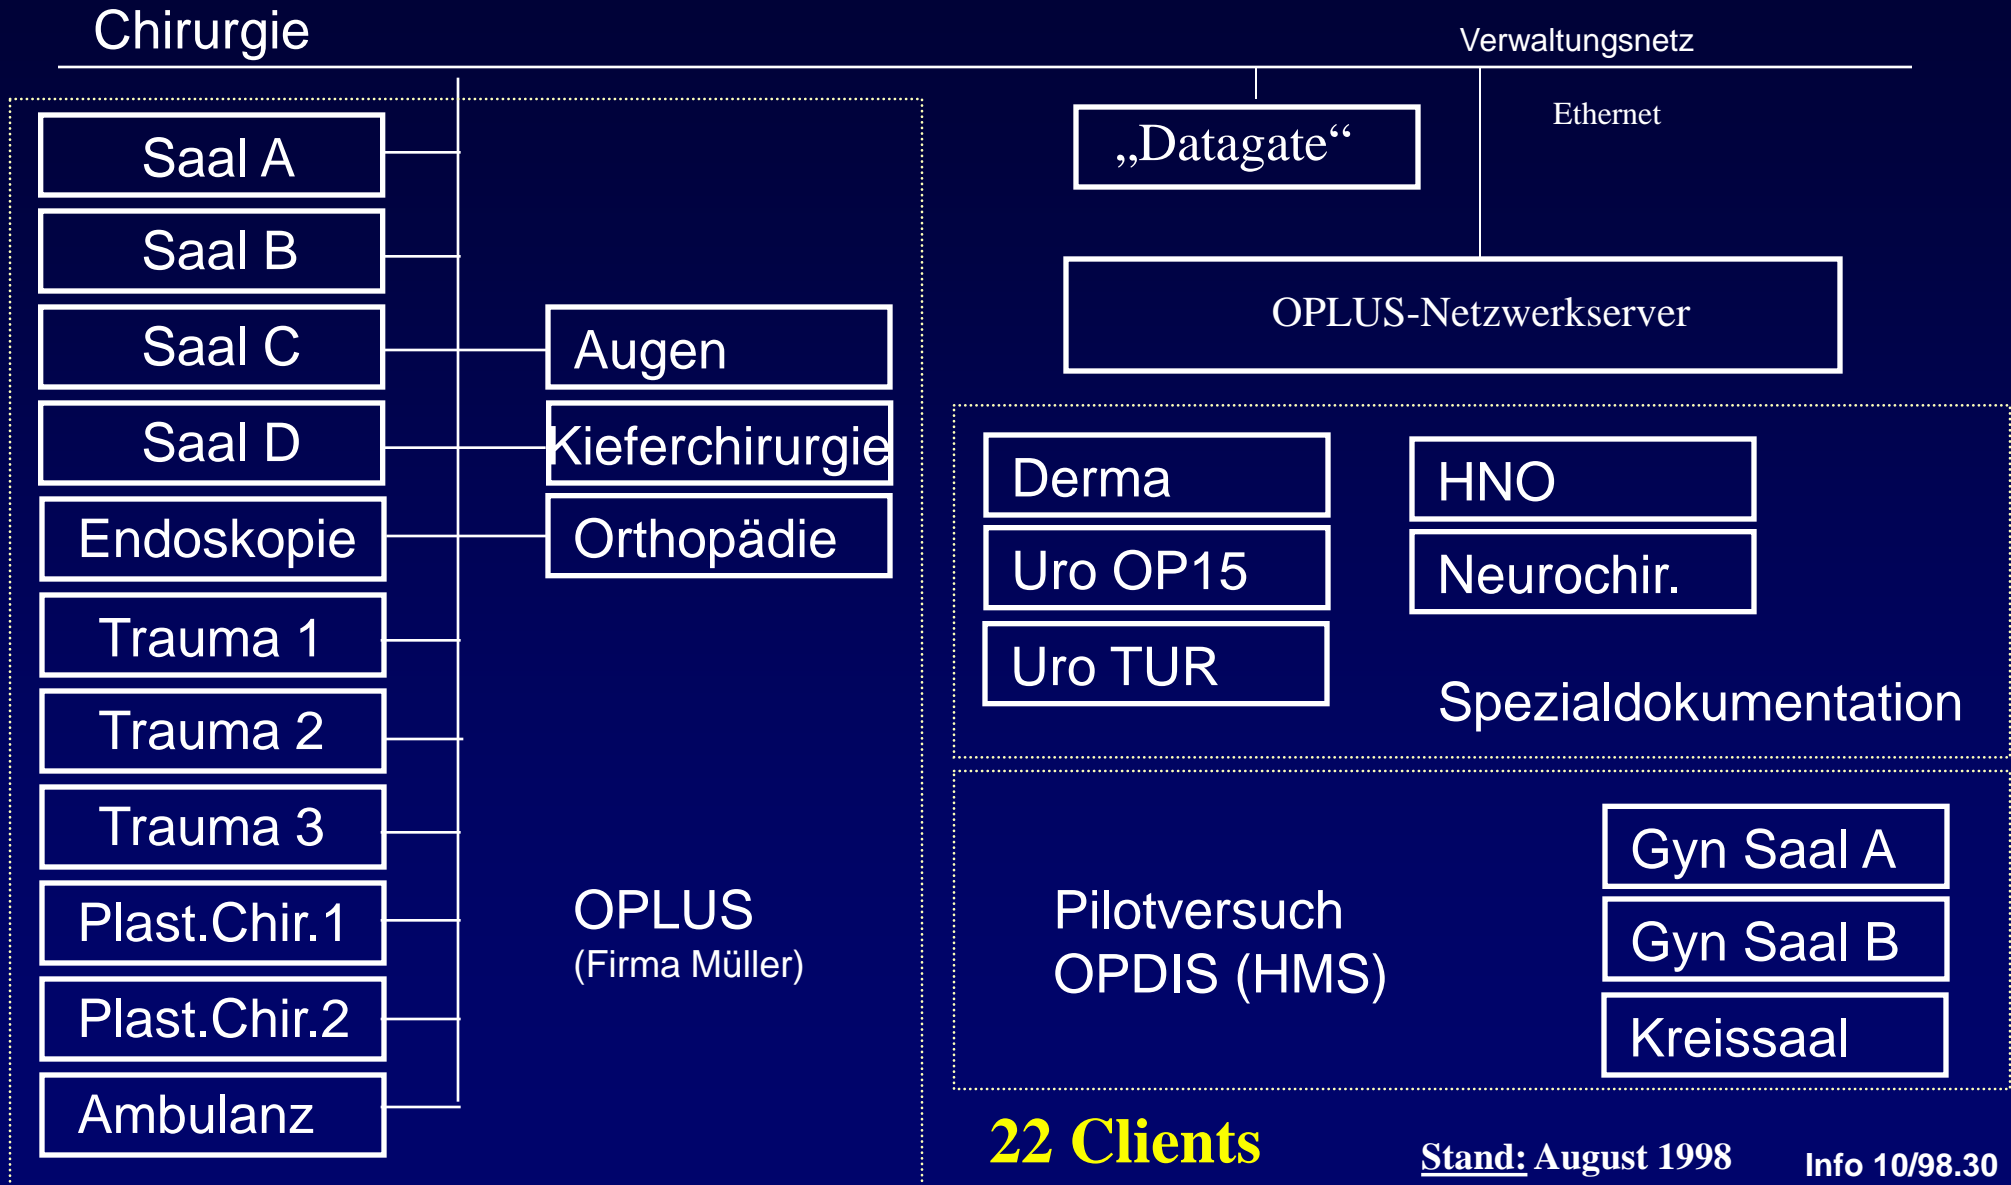 Chirurgie
Verwaltungsnetz
Ethernet
Saal A
Saal B
Saal C
Saal D
Endoskopie
Trauma 1
Trauma 2
Trauma 3
Plast.Chir.1
Plast.Chir.2
Ambulanz
Augen
Kieferchirurgie
Orthopädie
OPLUS
(Firma Müller)
„Datagate“
OPLUS-Netzwerkserver
Derma
Uro OP15
Uro TUR
HNO
Neurochir.
Spezialdokumentation
Pilotversuch
OPDIS (HMS)
Gyn Saal A
Gyn Saal B
Kreissaal
22 Clients
Stand: August 1998
Info 10/98.30